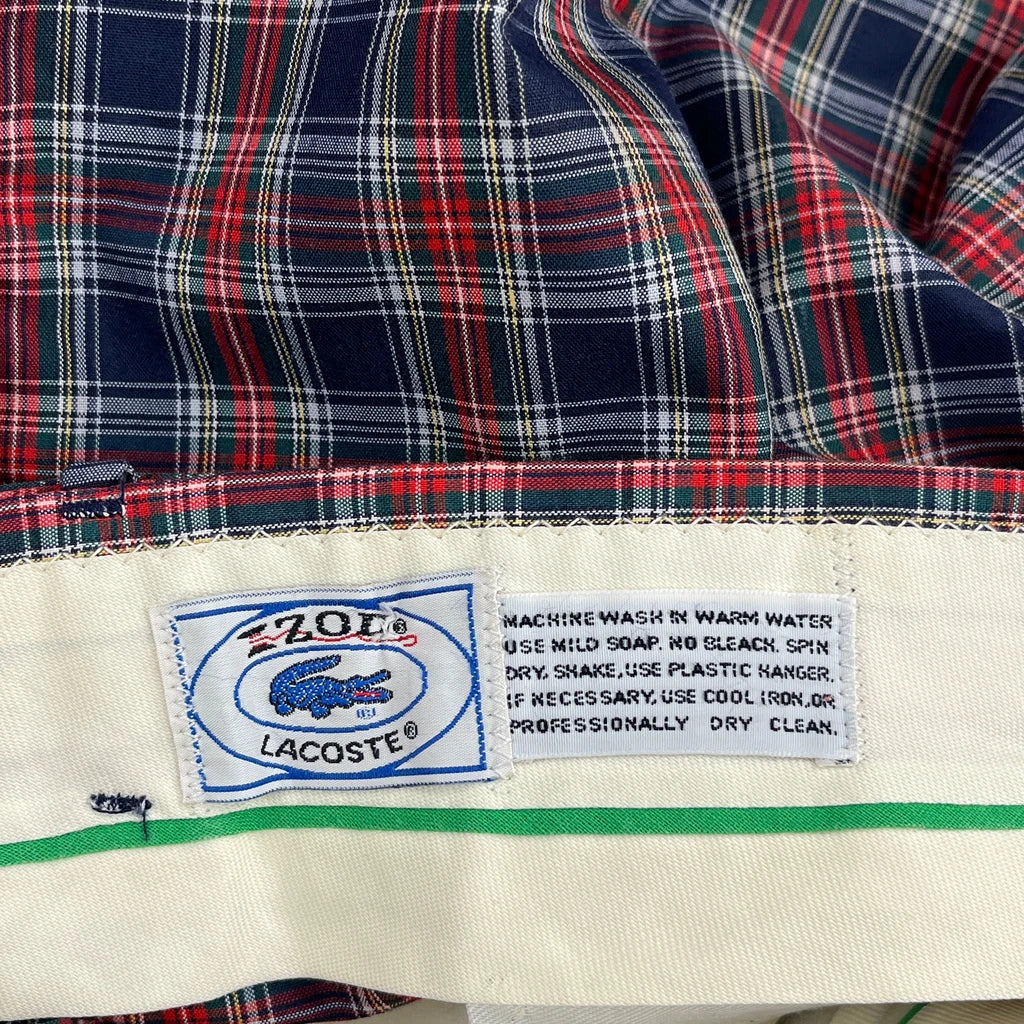 IZOD®
LACOSTE®
MACHINE WASH IN WARM WATER
USE MILD SOAP. NO BLEACH. SPIN
DRY, SHAKE, USE PLASTIC HANGER.
IF NECESSARY, USE COOL IRON, OR
PROFESSIONALLY DRY CLEAN.